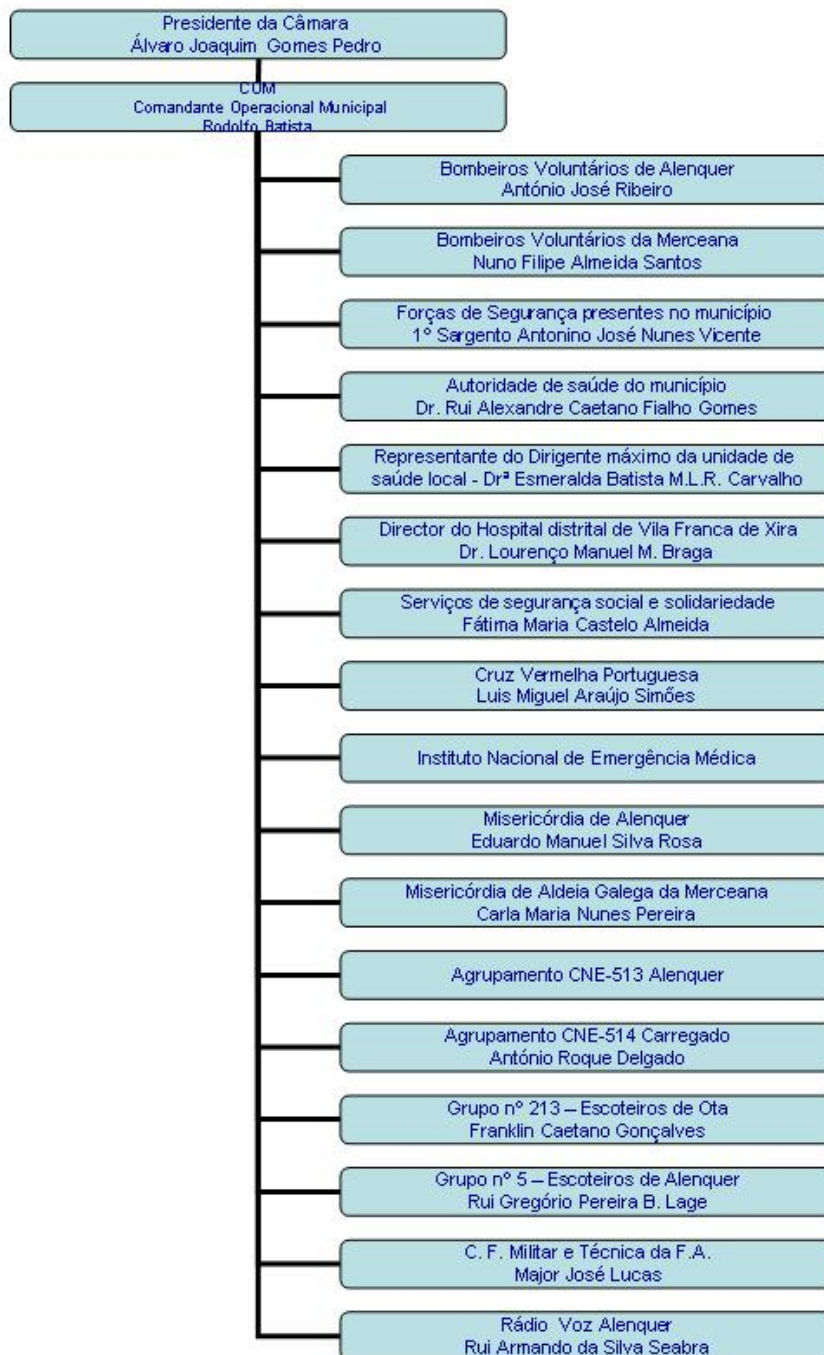 Presidente da Câmara
Álvaro Joaquim Gomes Pedro
COM
Comandante Operacional Municipal
Rodolfo Batista
Bombeiros Voluntários de Alenquer
António José Ribeiro
Bombeiros Voluntários da Merceana
Nuno Filipe Almeida Santos
Forças de Segurança presentes no município
1º Sargento Antonino José Nunes Vicente
Autoridade de saúde do município
Dr. Rui Alexandre Caetano Fialho Gomes
Representante do Dirigente máximo da unidade de
saúde local - Drª Esmeralda Batista M.L.R. Carvalho
Director do Hospital distrital de Vila Franca de Xira
Dr. Lourenço Manuel M. Braga
Serviços de segurança social e solidariedade
Fátima Maria Castelo Almeida
Cruz Vermelha Portuguesa
Luis Miguel Araújo Simões
Instituto Nacional de Emergência Médica
Misericórdia de Alenquer
Eduardo Manuel Silva Rosa
Misericórdia de Aldeia Galega da Merceana
Carla Maria Nunes Pereira
Agrupamento CNE-513 Alenquer
Agrupamento CNE-514 Carregado
António Roque Delgado
Grupo nº 213 – Escoteiros de Ota
Franklin Caetano Gonçalves
Grupo nº 5 – Escoteiros de Alenquer
Rui Gregório Pereira B. Lage
C. F. Militar e Técnica da F.A.
Major José Lucas
Rádio Voz Alenquer
Rui Armando da Silva Seabra